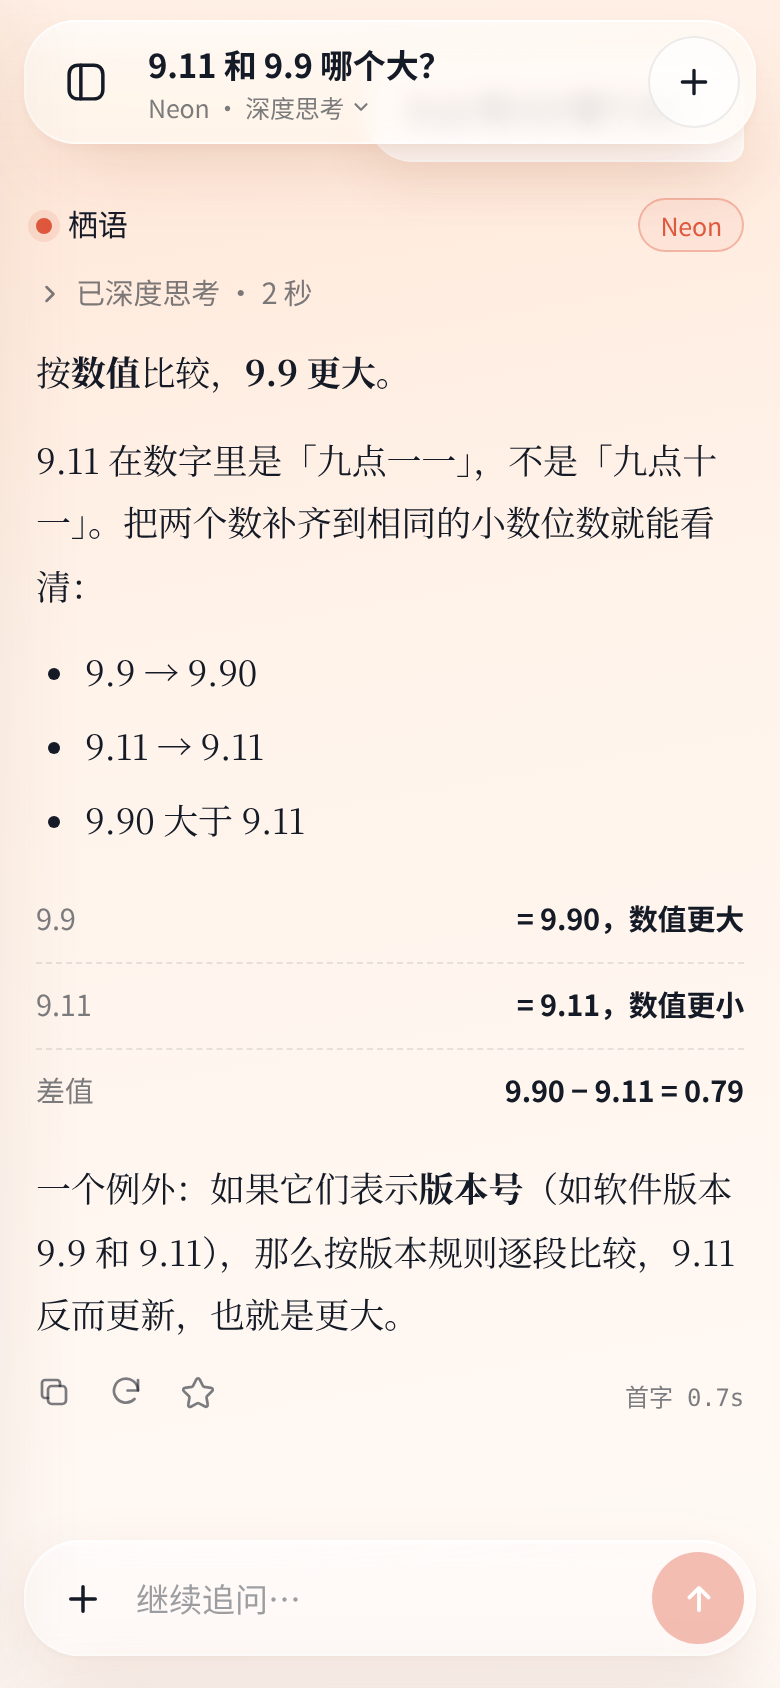 9.11 和 9.9 哪个大?
Neon • 深度思考
栖语
Neon
已深度思考 • 2 秒
按数值比较，9.9 更大。
9.11 在数字里是「九点一一」，不是「九点十
一」。把两个数补齐到相同的小数位数就能看
清：
• 9.9 → 9.90
• 9.11 → 9.11
• 9.90 大于 9.11
9.9
= 9.90，数值更大
9.11
= 9.11，数值更小
差值
9.90 − 9.11 = 0.79
一个例外：如果它们表示版本号（如软件版本
9.9 和 9.11），那么按版本规则逐段比较，9.11
反而更新，也就是更大。
首字 0.7s
继续追问…